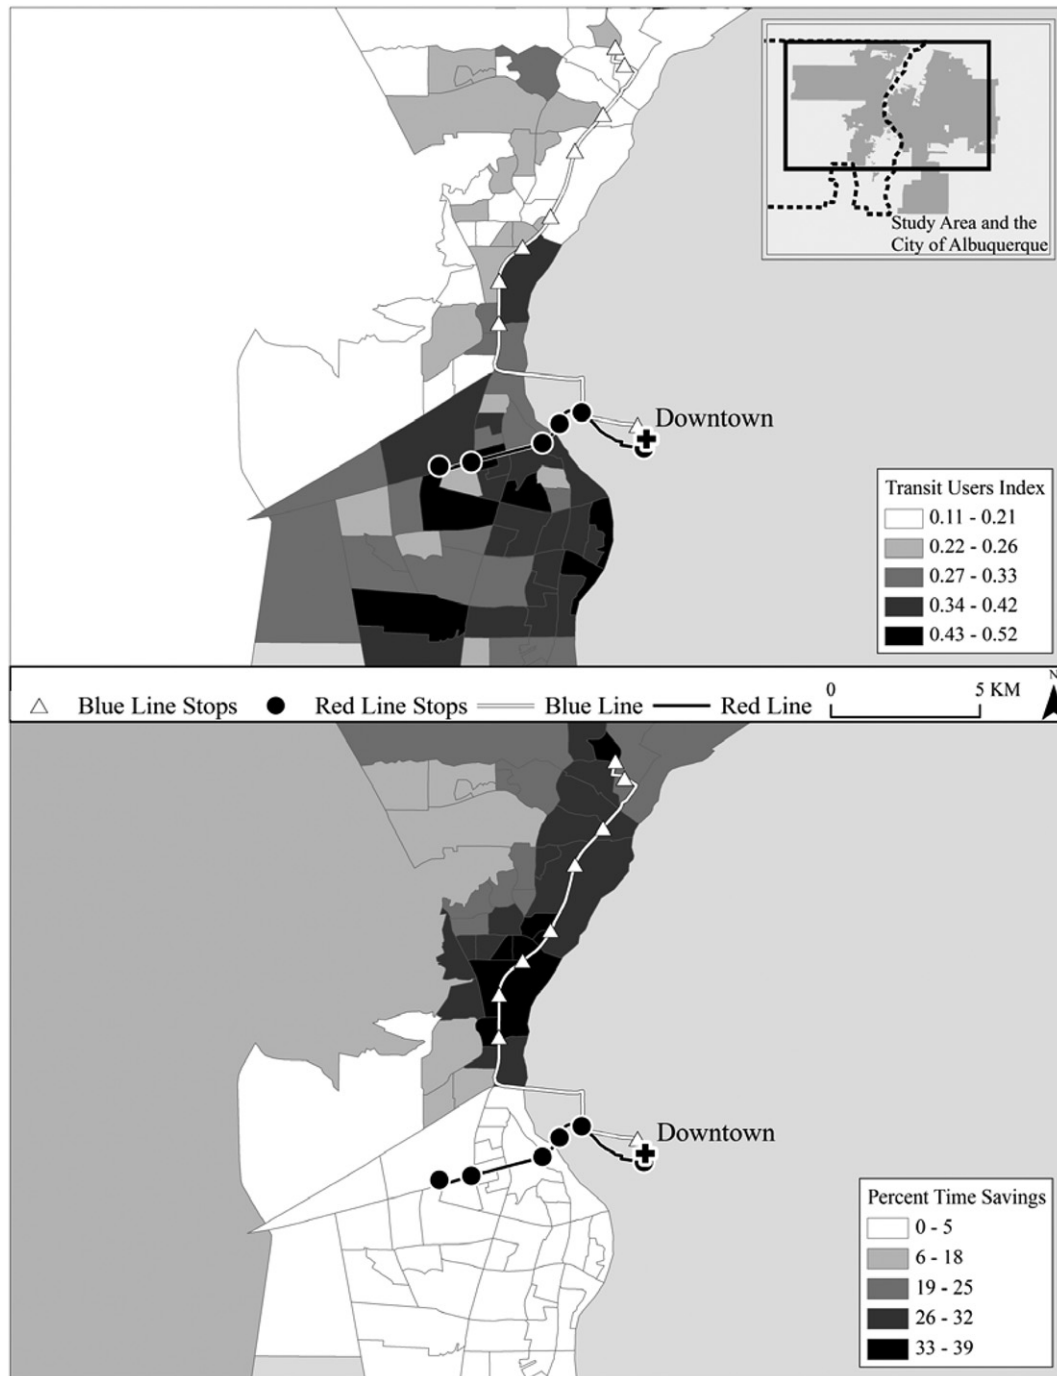 Study Area and the
City of Albuquerque
Downtown
Transit Users Index
0.11 - 0.21
0.22 - 0.26
0.27 - 0.33
0.34 - 0.42
0.43 - 0.52
Blue Line Stops Red Line Stops Blue Line Red Line 0 5 KM N
Downtown
Percent Time Savings
0 - 5
6 - 18
19 - 25
26 - 32
33 - 39